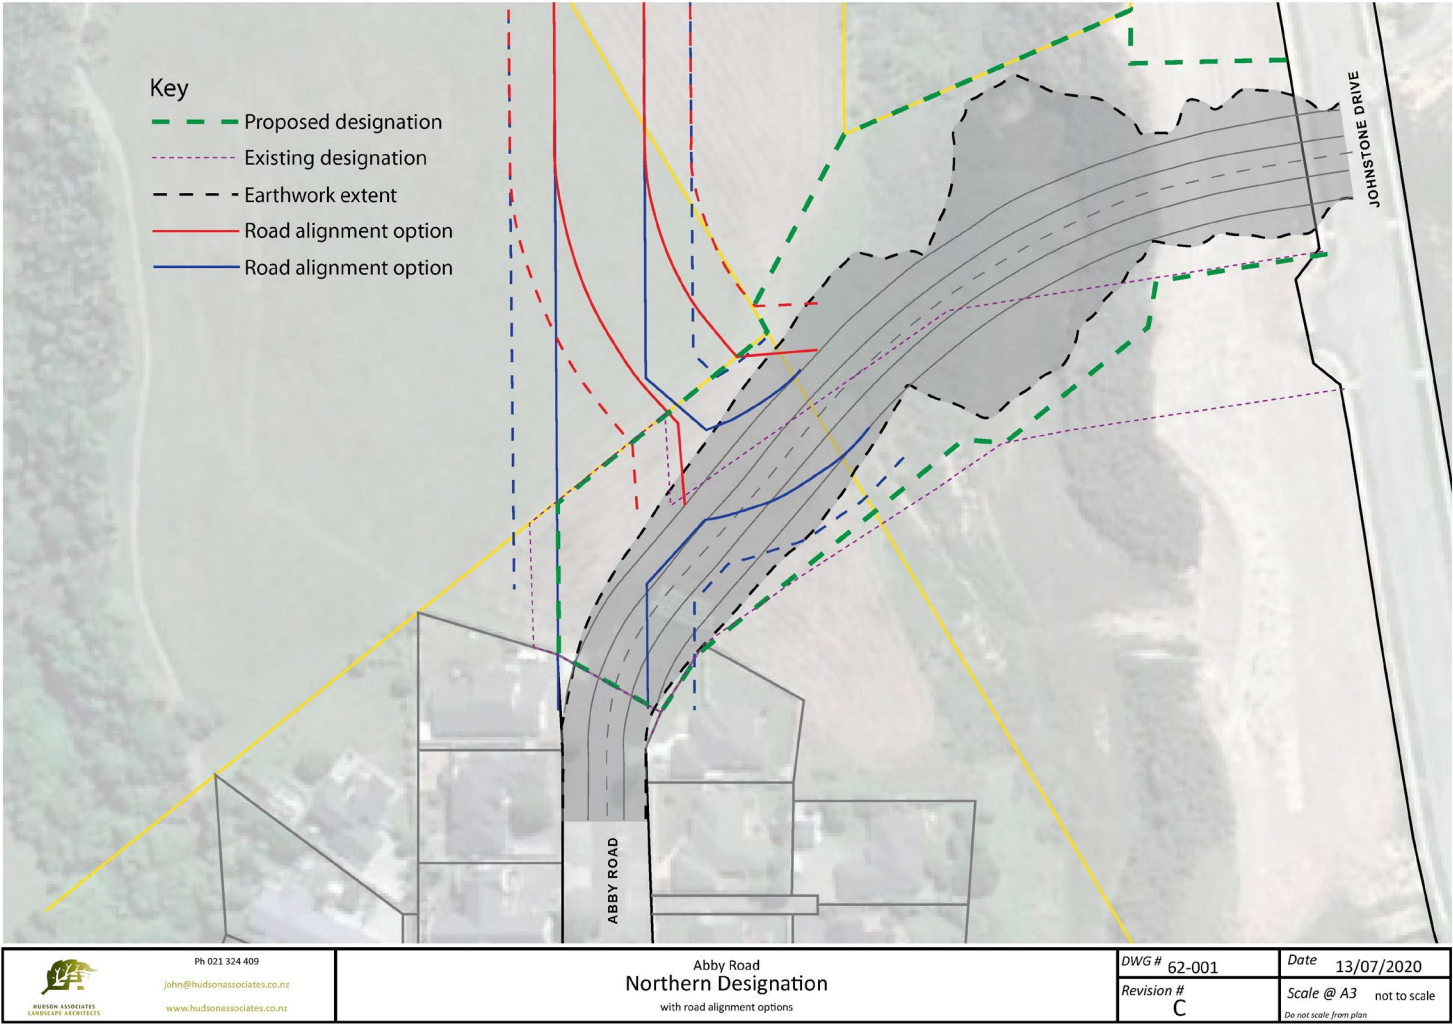 Key
Proposed designation
Existing designation
Earthwork extent
Road alignment option
Road alignment option
JOHNSTONE DRIVE
ABBY ROAD
HUDSON ASSOCIATES
LANDSCAPE ARCHITECTS
Ph 021 324 409
john@hudsonassociates.co.nz
www.hudsonassociates.co.nz
Abby Road
Northern Designation
with road alignment options
DWG # 62-001
Revision #
C
Date 13/07/2020
Scale @ A3 not to scale
Do not scale from plan